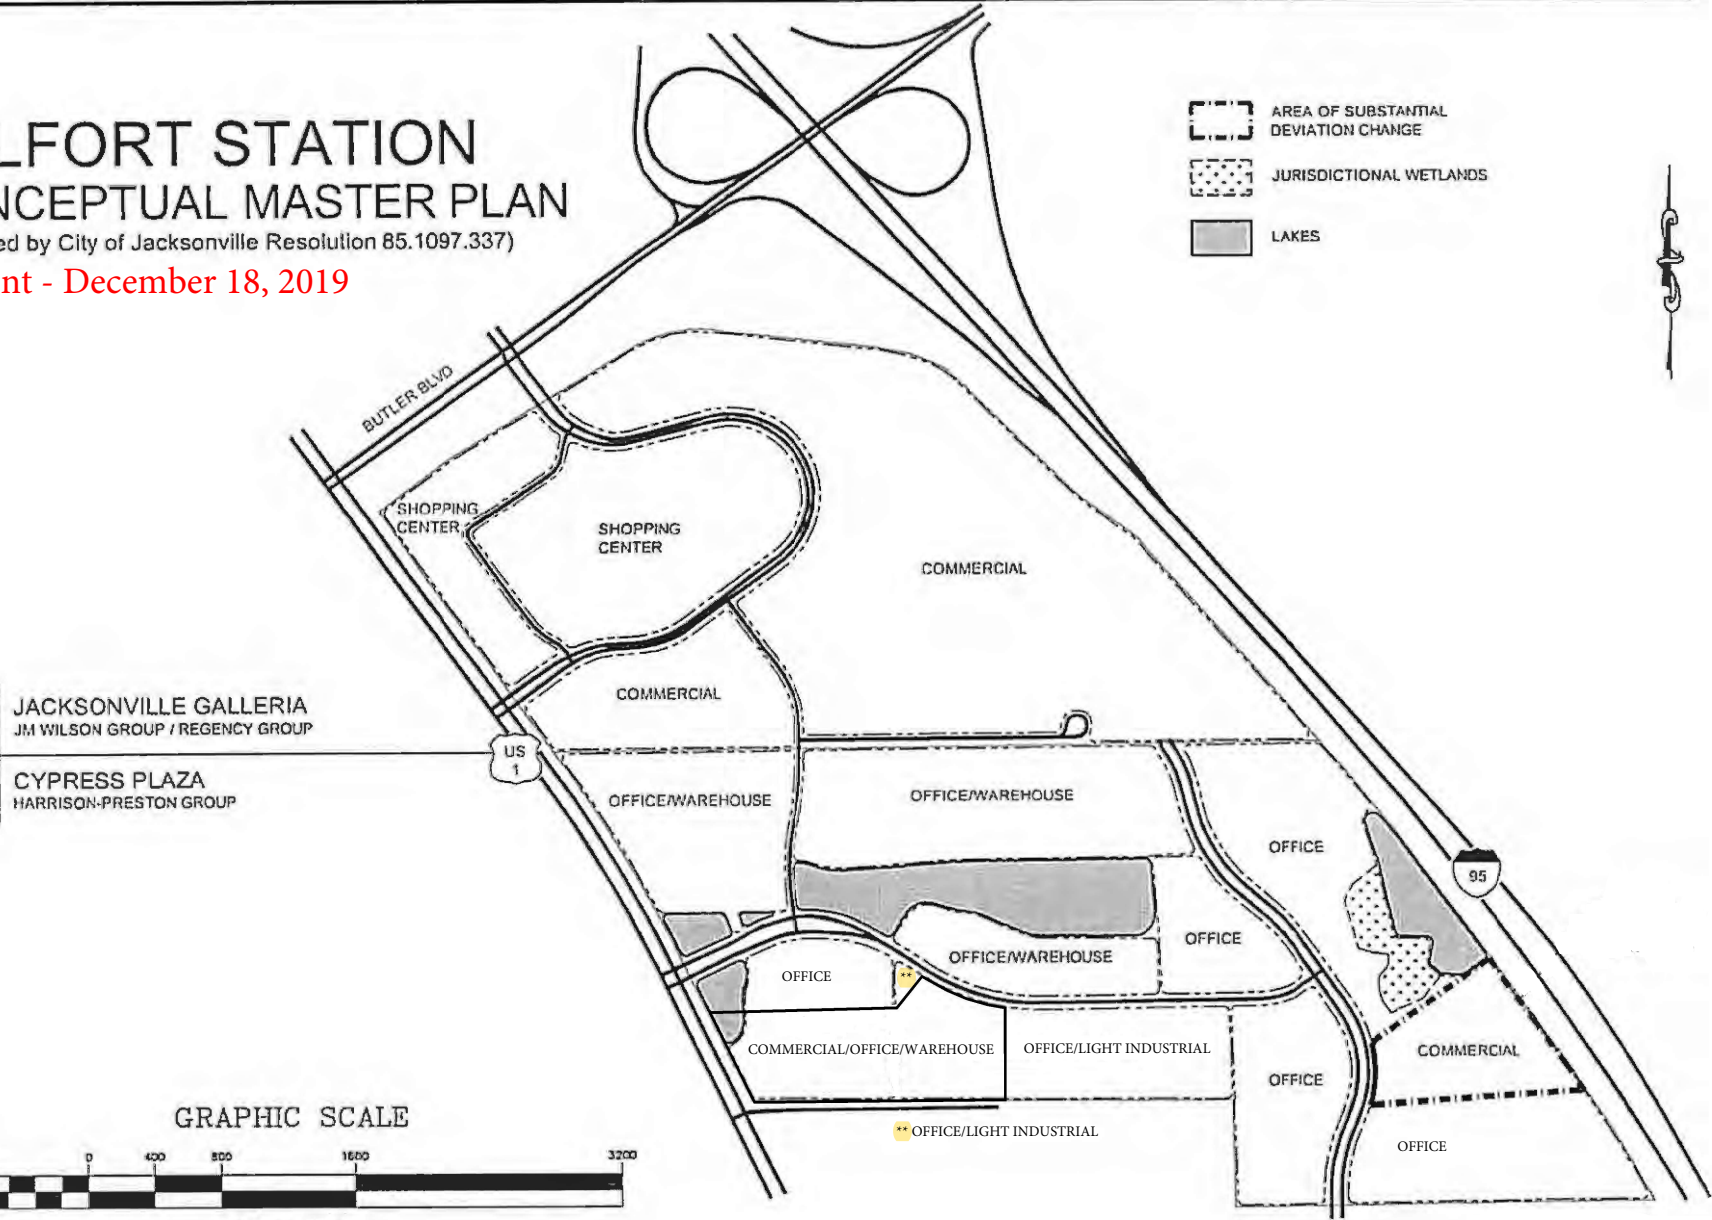 LFORT STATION
NCEPTUAL MASTER PLAN
ed by City of Jacksonville Resolution 85.1097.337)
nt - December 18, 2019
AREA OF SUBSTANTIAL
DEVIATION CHANGE
JURISDICTIONAL WETLANDS
LAKES
BUTLER BLVD
SHOPPING
CENTER
SHOPPING
CENTER
COMMERCIAL
COMMERCIAL
JACKSONVILLE GALLERIA
JM WILSON GROUP / REGENCY GROUP
US
1
CYPRESS PLAZA
HARRISON-PRESTON GROUP
OFFICE/WAREHOUSE
OFFICE/WAREHOUSE
OFFICE
95
OFFICE
OFFICE/WAREHOUSE
OFFICE
**
COMMERCIAL/OFFICE/WAREHOUSE
OFFICE/LIGHT INDUSTRIAL
COMMERCIAL
OFFICE
** OFFICE/LIGHT INDUSTRIAL
OFFICE
GRAPHIC SCALE
0 400 800 1600 3200